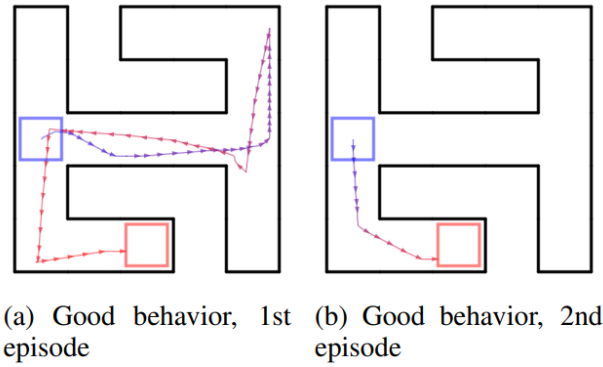 (a) Good behavior, 1st
episode
(b) Good behavior, 2nd
episode